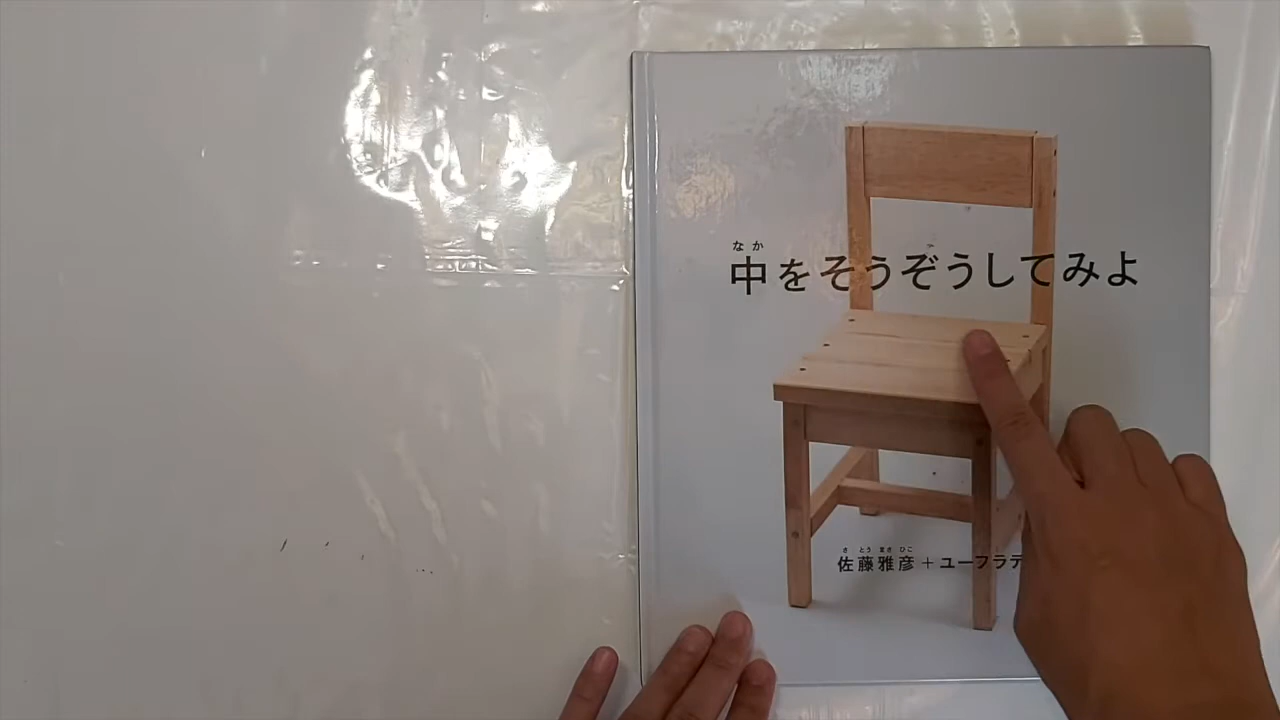 なか
中をそうぞうしてみよ
さ とう まさ ひこ
佐藤雅彦+ユーフラテ